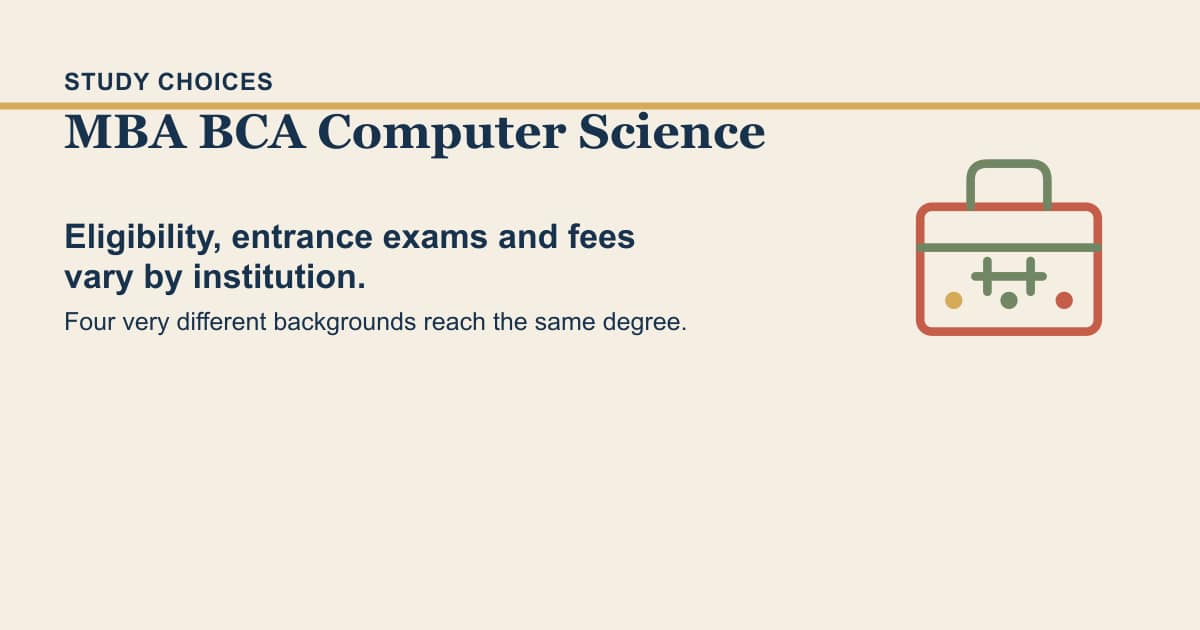 STUDY CHOICES
MBA BCA Computer Science
Eligibility, entrance exams and fees
vary by institution.
Four very different backgrounds reach the same degree.